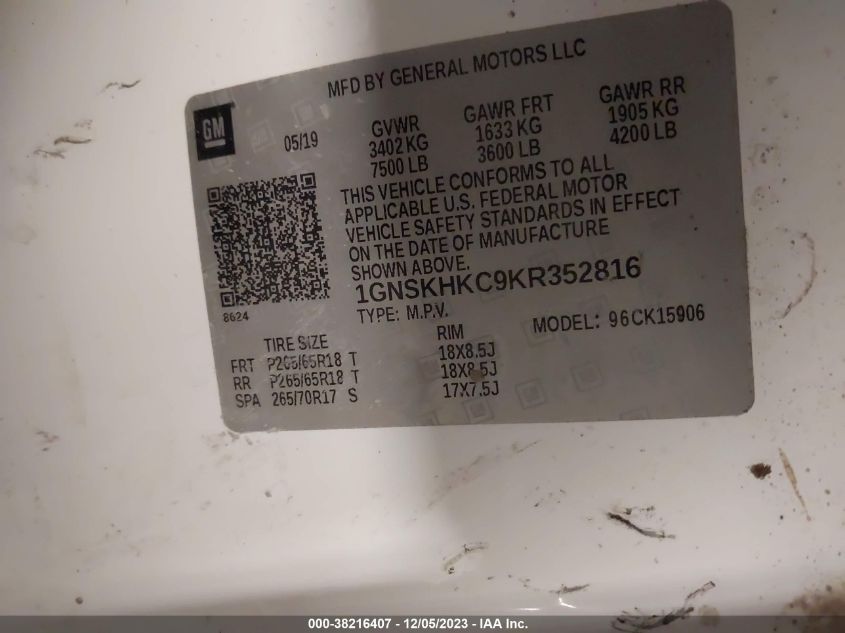 MFD BY GENERAL MOTORS LLC
GM
05/19
GVWR GAWR FRT GAWR RR
3402 KG 1633 KG 1905 KG
7500 LB 3600 LB 4200 LB
THIS VEHICLE CONFORMS TO ALL
APPLICABLE U.S. FEDERAL MOTOR
VEHICLE SAFETY STANDARDS IN EFFECT
ON THE DATE OF MANUFACTURE
SHOWN ABOVE.
1GNSKHKC9KR352816
8624
TYPE: M.P.V. MODEL: 96CK15906
TIRE SIZE RIM
FRT P265/65R18 T 18X8.5J
RR P265/65R18 T 18X8.5J
SPA 265/70R17 S 17X7.5J
000-38216407 - 12/05/2023 - IAA Inc.